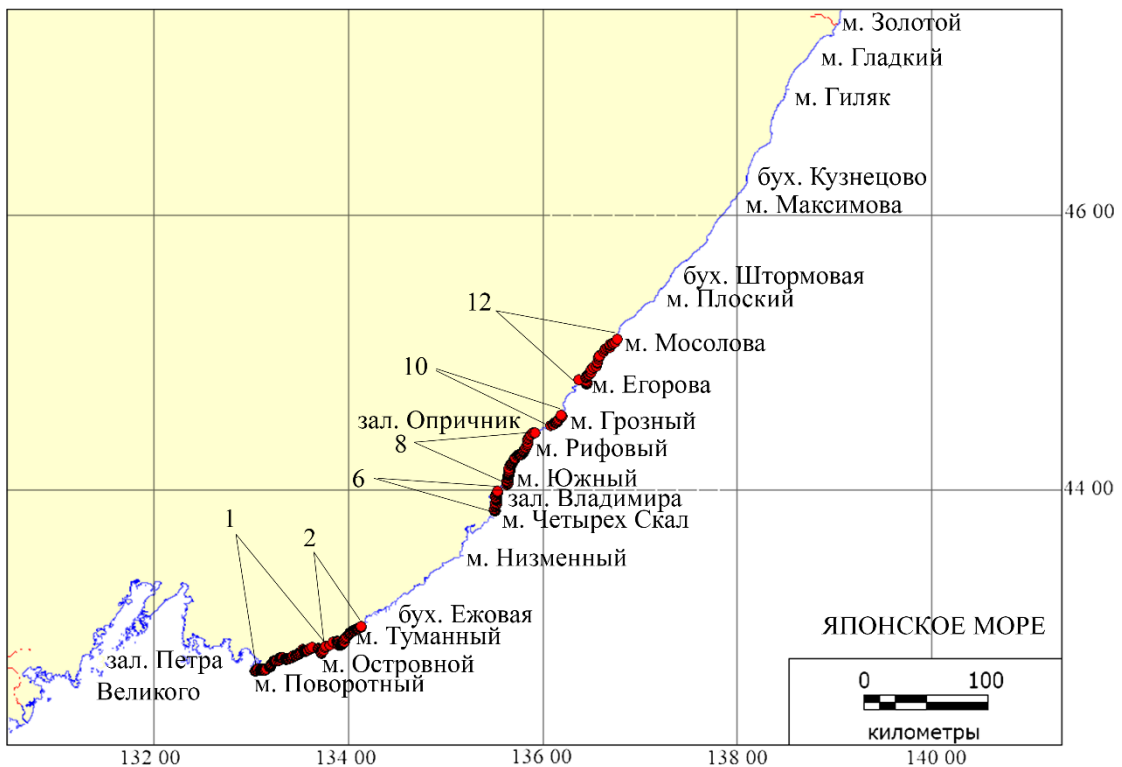 м. Золотой
м. Гладкий
м. Гиляк
бух. Кузнецово
м. Максимова
46 00
бух. Штормовая
м. Плоский
12
м. Мосолова
10
м. Егорова
зал. Опричник
м. Грозный
8
м. Рифовый
6
м. Южный
44 00
зал. Владимира
м. Четырех Скал
1
2
м. Низменный
бух. Ежовая
м. Туманный
ЯПОНСКОЕ МОРЕ
зал. Петра
Великого
м. Островной
м. Поворотный
0 100
километры
132 00 134 00 136 00 138 00 140 00